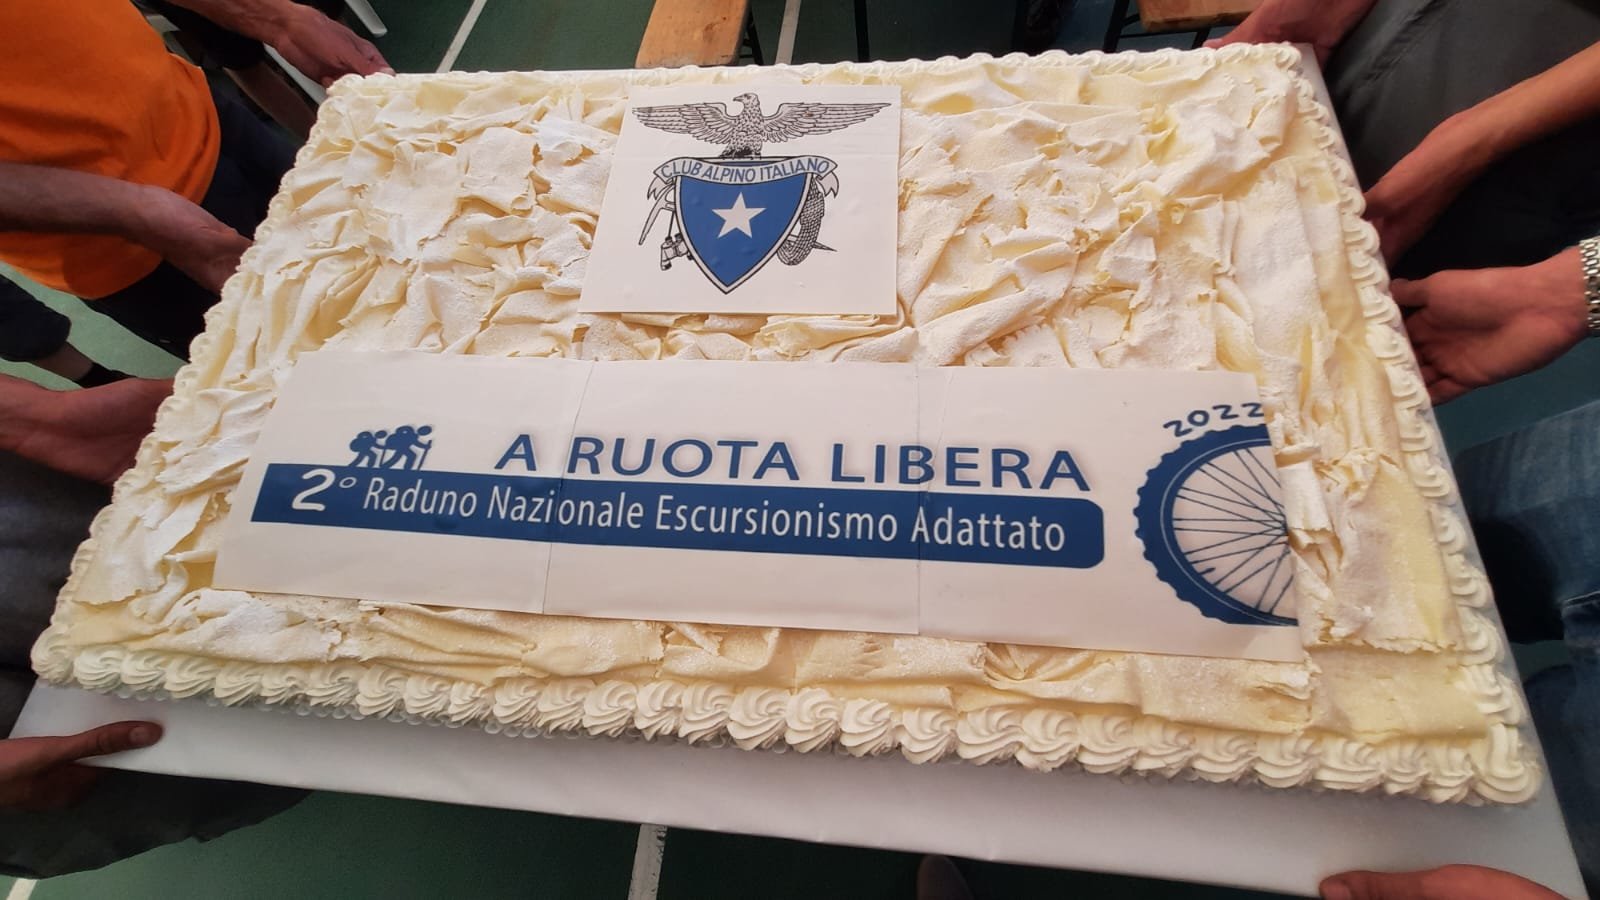 CLUB ALPINO ITALIANO
2022
A RUOTA LIBERA
2° Raduno Nazionale Escursionismo Adattato